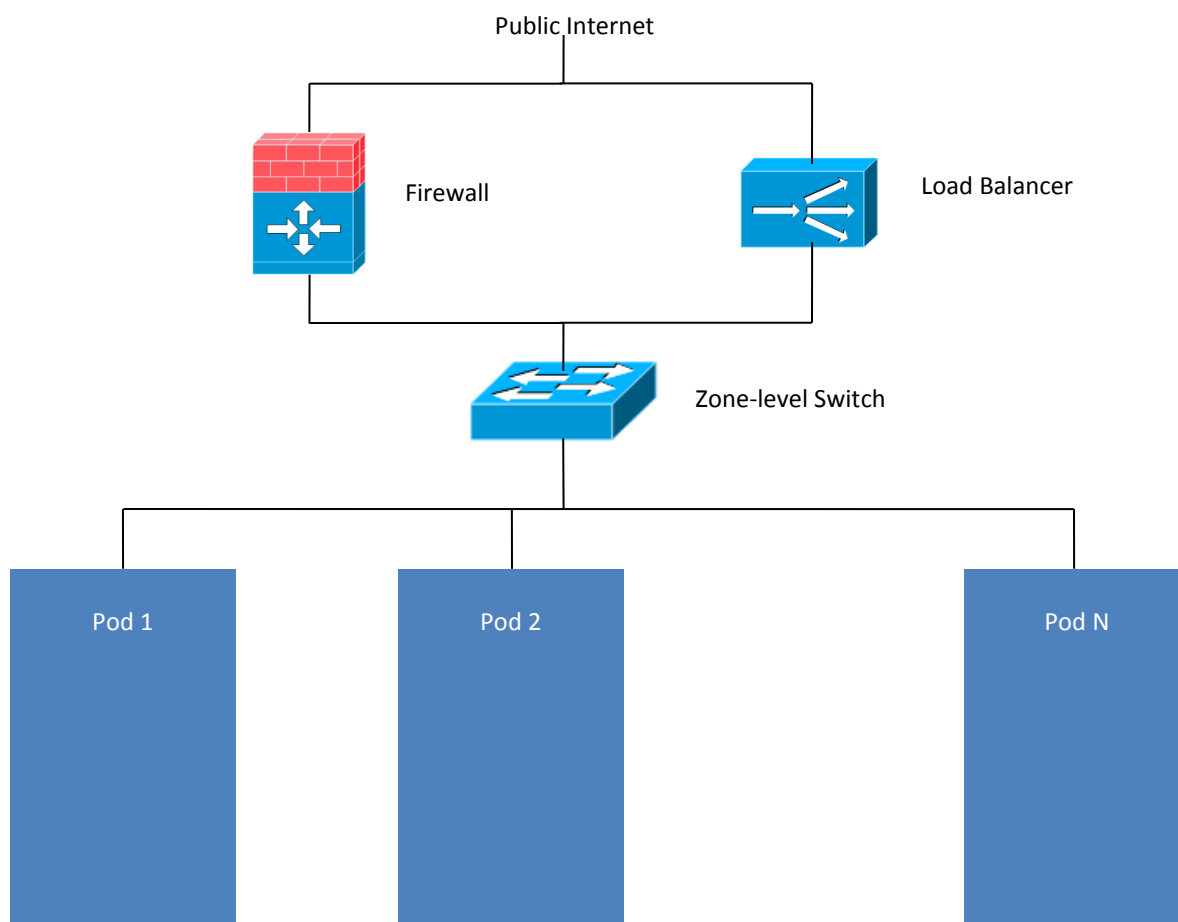 Public Internet
Firewall
Load Balancer
Zone-level Switch
Pod 1
Pod 2
Pod N